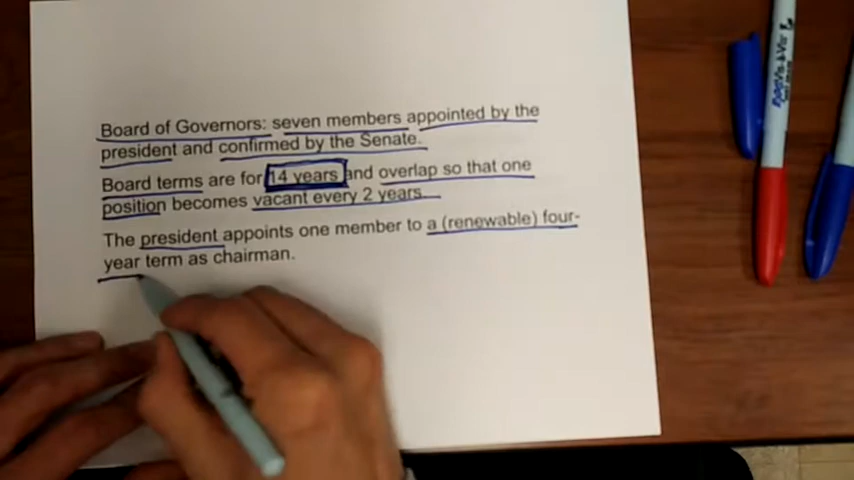 Board of Governors: seven members appointed by the
president and confirmed by the Senate.
Board terms are for 14 years and overlap so that one
position becomes vacant every 2 years
The president appoints one member to a (renewable) four-
year term as chairman.